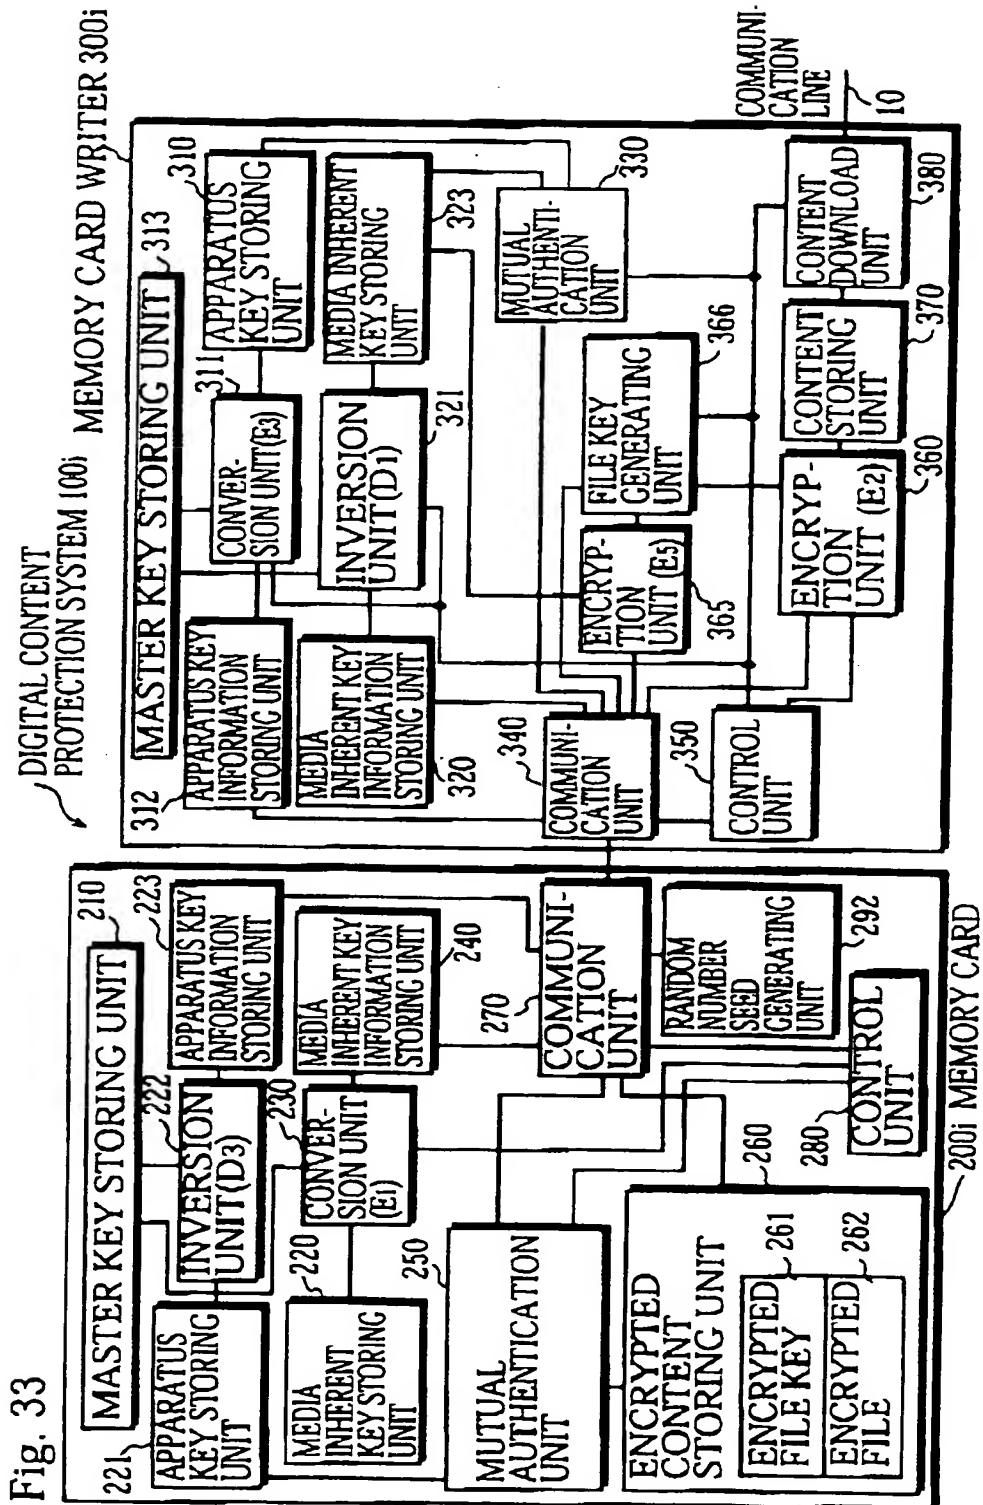 Fig. 33
DIGITAL CONTENT
PROTECTION SYSTEM 100i
MASTER KEY STORING UNIT
210
APPARATUS
KEY STORING
UNIT
221
INVERSION
UNIT(D3)
222
APPARATUS KEY
INFORMATION
STORING UNIT
223
MEDIA
INHERENT
KEY STORING
UNIT
220
CONVER-
SION UNIT
(E1)
230
MEDIA
INHERENT KEY
INFORMATION
STORING UNIT
240
MUTUAL
AUTHENTICATION
UNIT
250
COMMUNI-
CATION
UNIT
270
ENCRYPTED
CONTENT
STORING UNIT
260
ENCRYPTED
FILE KEY
261
ENCRYPTED
FILE
262
RANDOM
NUMBER
SEED
GENERATING
UNIT
292
CONTROL
UNIT
280
200i MEMORY CARD
MEMORY CARD WRITER 300i
MASTER KEY STORING UNIT
313
APPARATUS KEY
INFORMATION
STORING UNIT
312
CONVER-
SION UNIT(E3)
311
APPARATUS
KEY STORING
UNIT
310
MEDIA
INHERENT KEY
INFORMATION
STORING UNIT
320
INVERSION
UNIT(D1)
321
MEDIA INHERENT
KEY STORING
UNIT
323
MUTUAL
AUTHENTI-
CATION
UNIT
330
COMMUNI-
CATION
UNIT
340
ENCRYP-
TION
UNIT (E5)
365
FILE KEY
GENERATING
UNIT
366
CONTROL
UNIT
350
ENCRYP-
TION
UNIT (E2)
360
CONTENT
STORING
UNIT
370
CONTENT
DOWNLOAD
UNIT
380
COMMUNI-
CATION
LINE
10